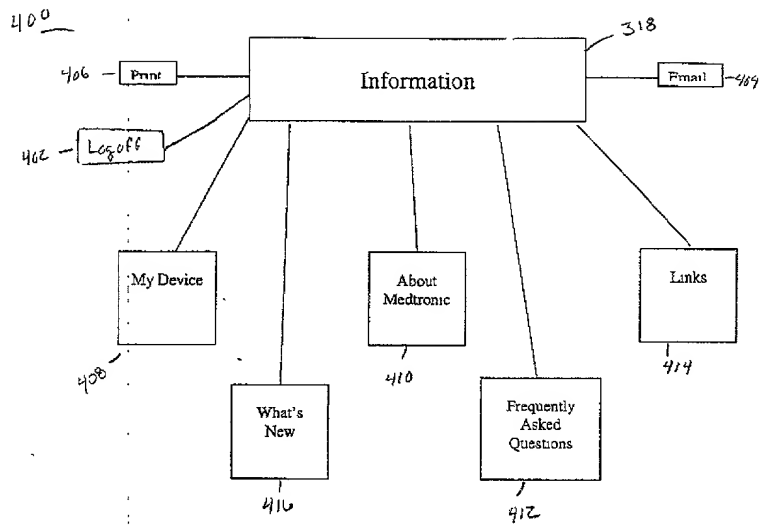 400
318
406
Print
Information
Email
404
402
Logoff
My Device
About
Medtronic
Links
408
410
414
What's
New
Frequently
Asked
Questions
416
412